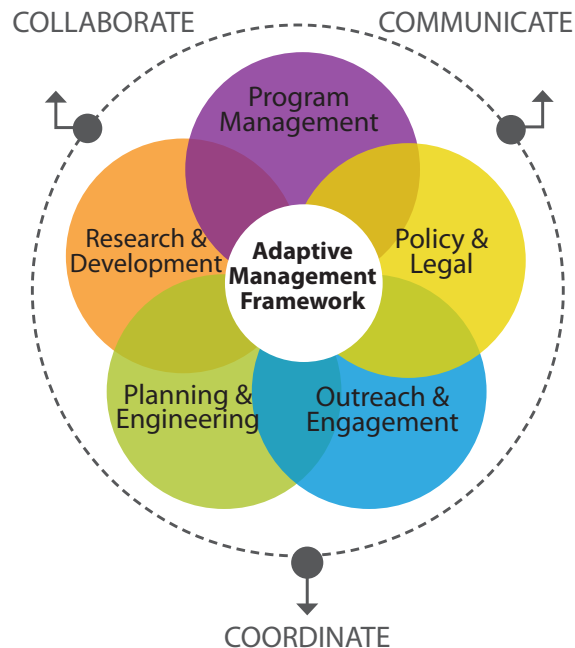 COLLABORATE
COMMUNICATE
Program
Management
Research &
Development
Adaptive
Management
Framework
Policy &
Legal
Planning &
Engineering
Outreach &
Engagement
COORDINATE